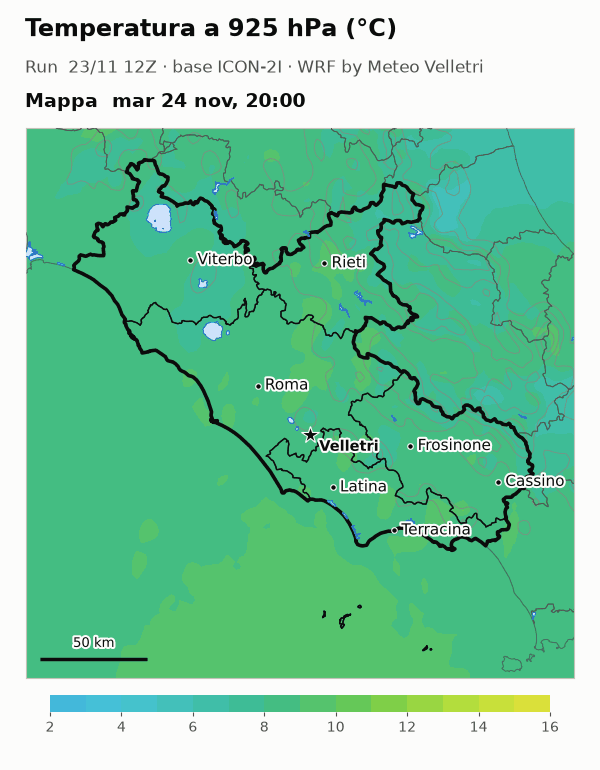 Temperatura a 925 hPa (°C)
Run  23/11 12Z · base ICON-2I · WRF by Meteo Velletri
Mappa  mar 24 nov, 20:00
Viterbo
Rieti
Roma
Velletri
Frosinone
Cassino
Latina
Terracina
50 km
2 4 6 8 10 12 14 16